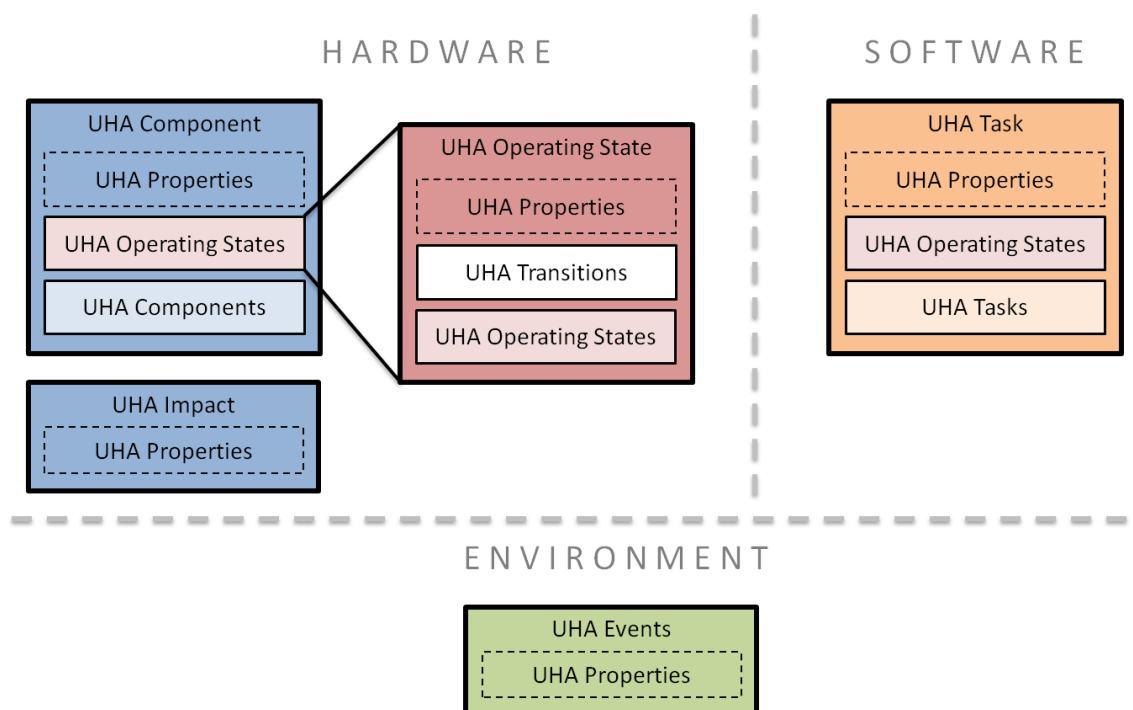 HARDWARE
SOFTWARE
UHA Component
UHA Properties
UHA Operating States
UHA Components
UHA Operating State
UHA Properties
UHA Transitions
UHA Operating States
UHA Task
UHA Properties
UHA Operating States
UHA Tasks
UHA Impact
UHA Properties
ENVIRONMENT
UHA Events
UHA Properties